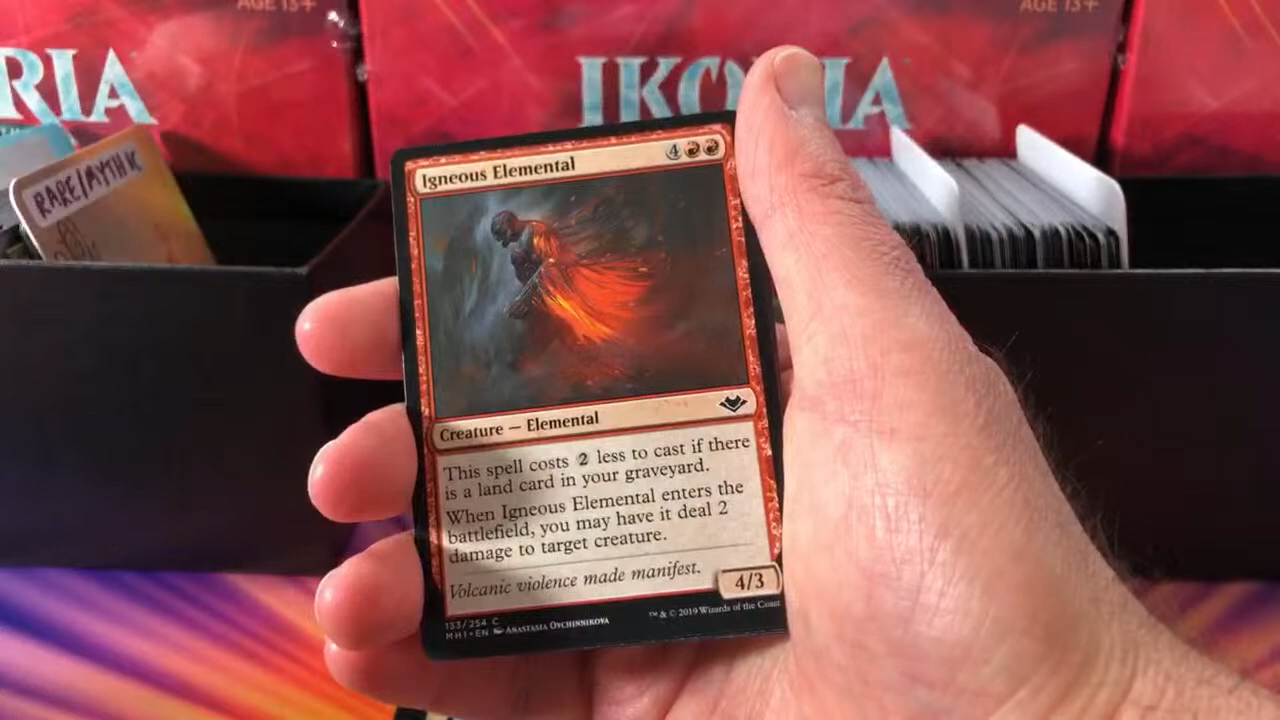 AGE 13+
AGE 13+
RIA
IKORIA
RARE/MYTHIC
Igneous Elemental 4
Creature — Elemental
This spell costs 2 less to cast if there
is a land card in your graveyard.
When Igneous Elemental enters the
battlefield, you may have it deal 2
damage to target creature.
Volcanic violence made manifest.
4/3
133/254 C
MH1 • EN ANASTASIA OVCHINNIKOVA
™ & © 2019 Wizards of the Coast